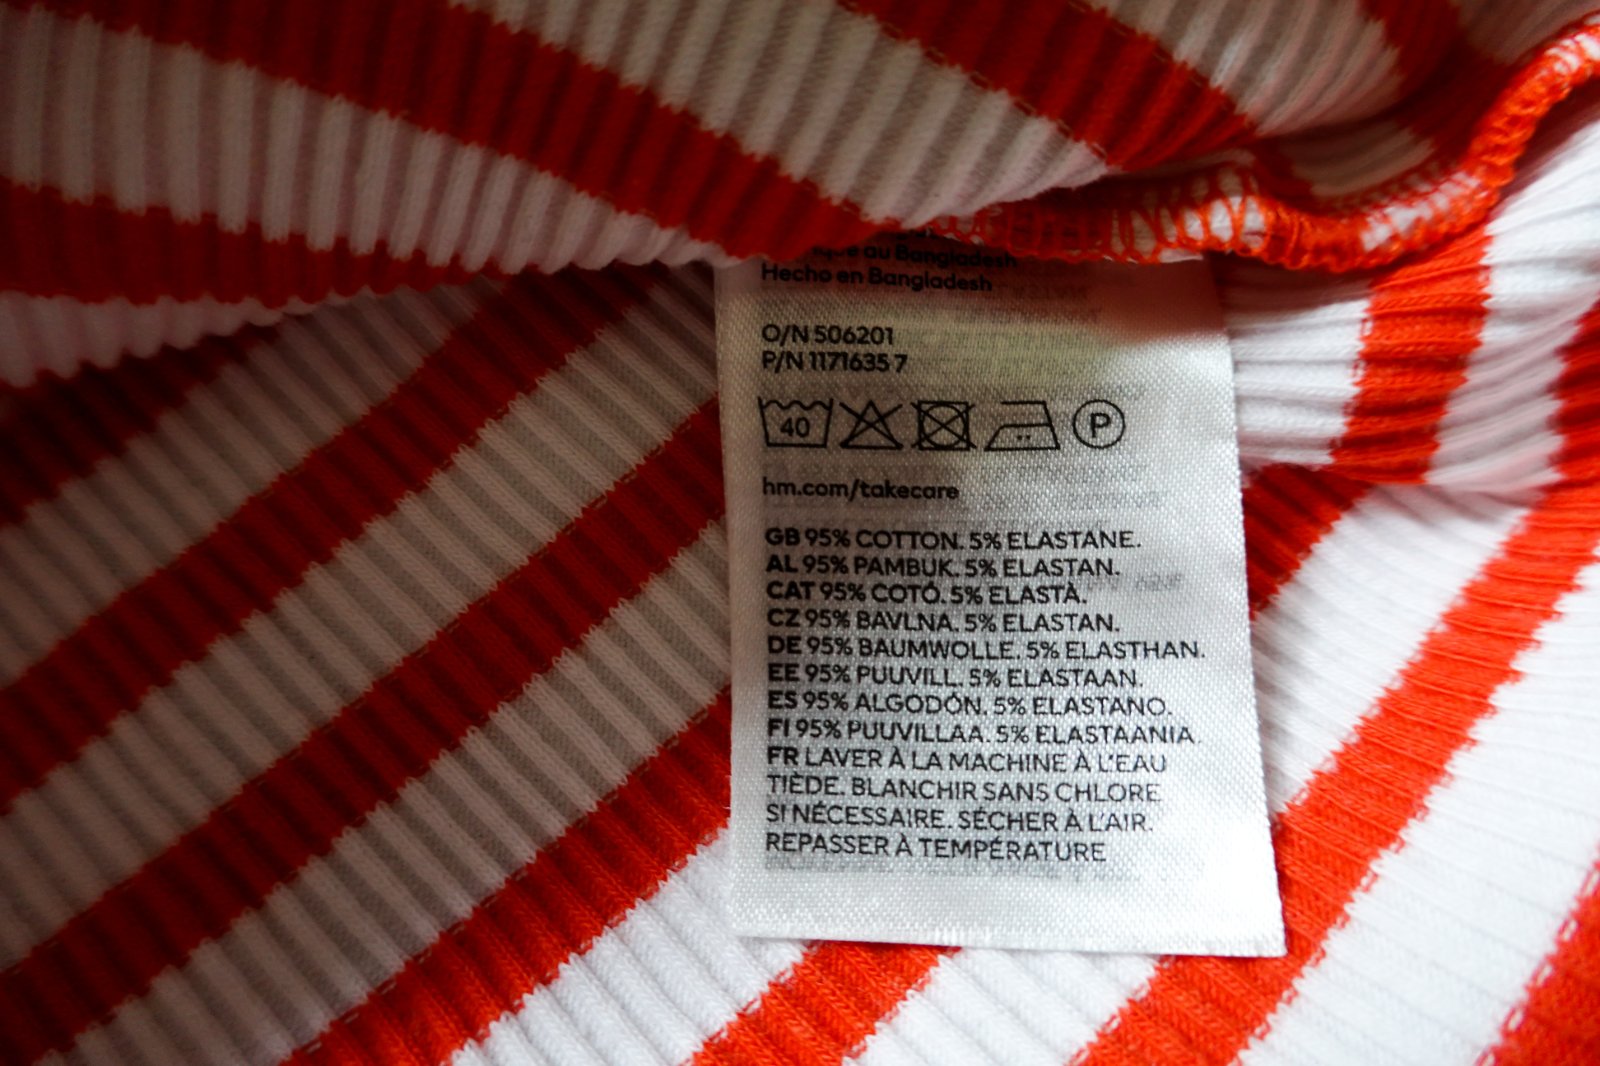 au Bangladesh
Hecho en Bangladesh
O/N 506201
P/N 1171635 7
40
P
hm.com/takecare
GB 95% COTTON. 5% ELASTANE.
AL 95% PAMBUK. 5% ELASTAN.
CAT 95% COTÓ. 5% ELASTÀ.
CZ 95% BAVLNA. 5% ELASTAN.
DE 95% BAUMWOLLE. 5% ELASTHAN.
EE 95% PUUVILL. 5% ELASTAAN.
ES 95% ALGODÓN. 5% ELASTANO.
FI 95% PUUVILLAA. 5% ELASTAANIA.
FR LAVER À LA MACHINE À L'EAU
TIÈDE. BLANCHIR SANS CHLORE
SI NÉCESSAIRE. SÉCHER À L'AIR.
REPASSER À TEMPÉRATURE